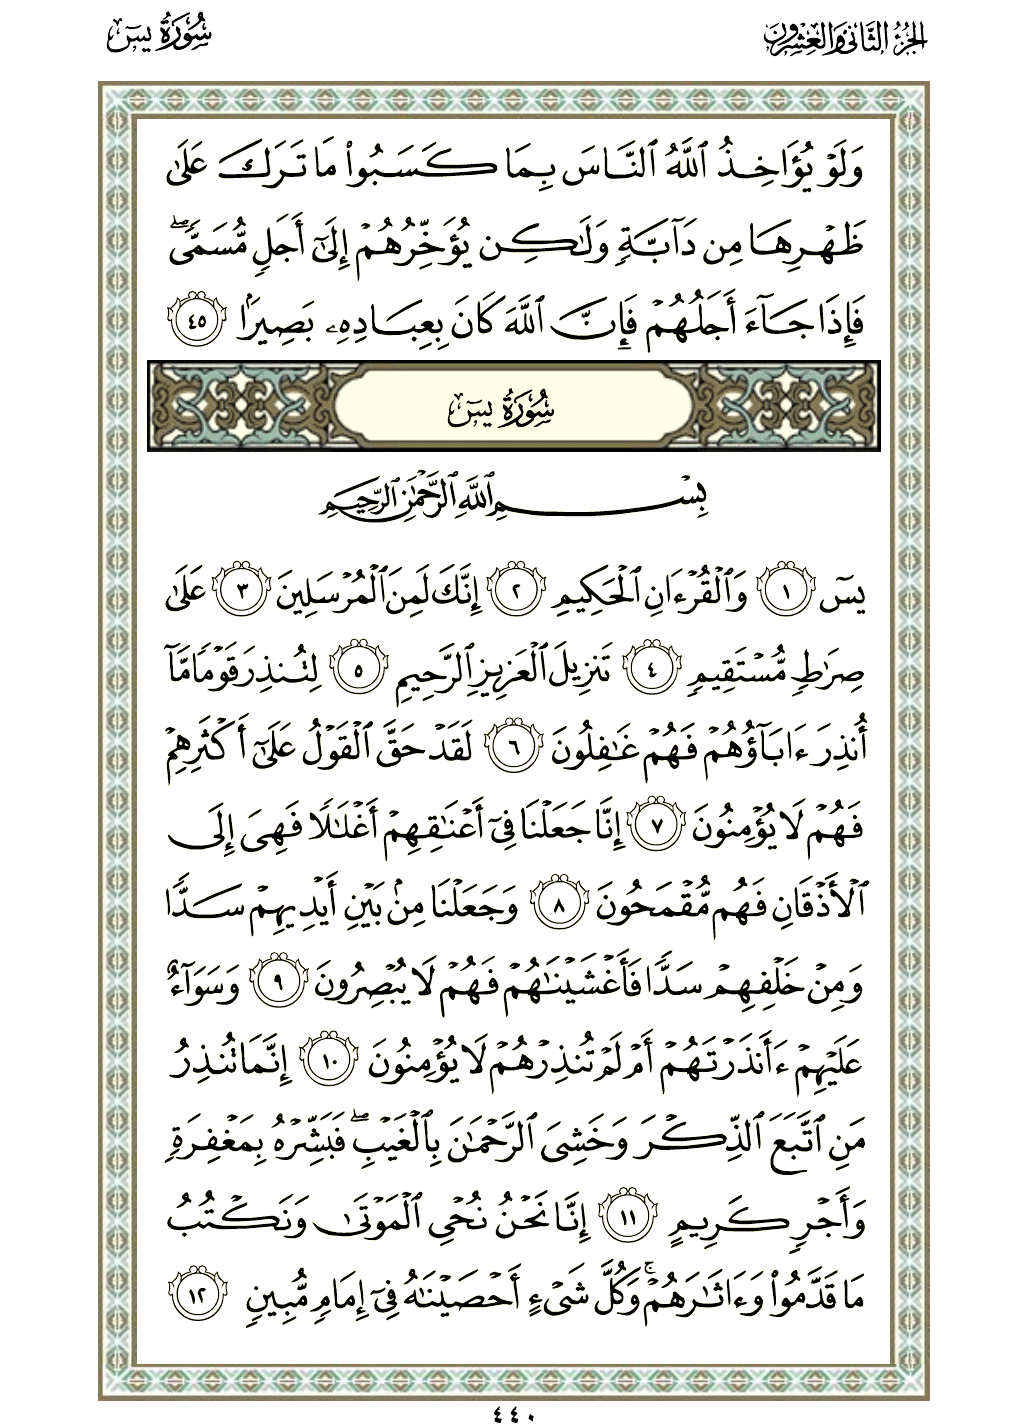 الجزء الثاني والعشرون
سُورَةُ يسٓ
وَلَوۡ يُؤَاخِذُ ٱللَّهُ ٱلنَّاسَ بِمَا كَسَبُواْ مَا تَرَكَ عَلَىٰ
ظَهۡرِهَا مِن دَآبَّةٖ وَلَٰكِن يُؤَخِّرُهُمۡ إِلَىٰٓ أَجَلٖ مُّسَمّٗىۖ
فَإِذَا جَآءَ أَجَلُهُمۡ فَإِنَّ ٱللَّهَ كَانَ بِعِبَادِهِۦ بَصِيرَۢا ٤٥
سُورَةُ يسٓ
بِسۡمِ ٱللَّهِ ٱلرَّحۡمَٰنِ ٱلرَّحِيمِ
يسٓ ١ وَٱلۡقُرۡءَانِ ٱلۡحَكِيمِ ٢ إِنَّكَ لَمِنَ ٱلۡمُرۡسَلِينَ ٣ عَلَىٰ
صِرَٰطٖ مُّسۡتَقِيمٖ ٤ تَنزِيلَ ٱلۡعَزِيزِ ٱلرَّحِيمِ ٥ لِتُنذِرَ قَوۡمٗا مَّآ
أُنذِرَ ءَابَآؤُهُمۡ فَهُمۡ غَٰفِلُونَ ٦ لَقَدۡ حَقَّ ٱلۡقَوۡلُ عَلَىٰٓ أَكۡثَرِهِمۡ
فَهُمۡ لَا يُؤۡمِنُونَ ٧ إِنَّا جَعَلۡنَا فِيٓ أَعۡنَٰقِهِمۡ أَغۡلَٰلٗا فَهِيَ إِلَى
ٱلۡأَذۡقَانِ فَهُم مُّقۡمَحُونَ ٨ وَجَعَلۡنَا مِنۢ بَيۡنِ أَيۡدِيهِمۡ سَدّٗا
وَمِنۡ خَلۡفِهِمۡ سَدّٗا فَأَغۡشَيۡنَٰهُمۡ فَهُمۡ لَا يُبۡصِرُونَ ٩ وَسَوَآءٌ
عَلَيۡهِمۡ ءَأَنذَرۡتَهُمۡ أَمۡ لَمۡ تُنذِرۡهُمۡ لَا يُؤۡمِنُونَ ١٠ إِنَّمَا تُنذِرُ
مَنِ ٱتَّبَعَ ٱلذِّكۡرَ وَخَشِيَ ٱلرَّحۡمَٰنَ بِٱلۡغَيۡبِۖ فَبَشِّرۡهُ بِمَغۡفِرَةٖ
وَأَجۡرٖ كَرِيمٍ ١١ إِنَّا نَحۡنُ نُحۡيِ ٱلۡمَوۡتَىٰ وَنَكۡتُبُ
مَا قَدَّمُواْ وَءَاثَٰرَهُمۡۚ وَكُلَّ شَيۡءٍ أَحۡصَيۡنَٰهُ فِيٓ إِمَامٖ مُّبِينٖ ١٢
٤٤٠